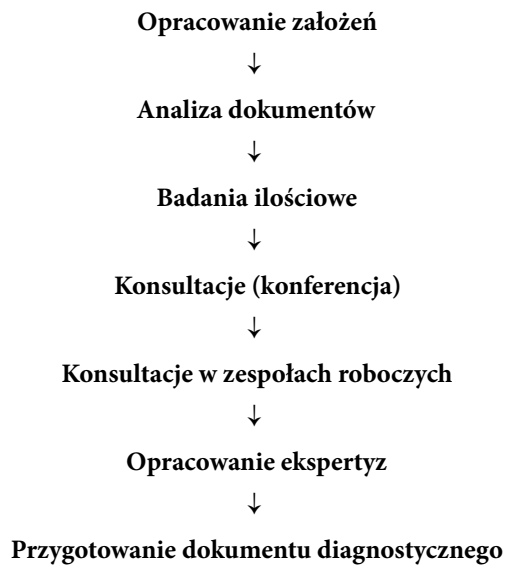 Opracowanie założeń
↓
Analiza dokumentów
↓
Badania ilościowe
↓
Konsultacje (konferencja)
↓
Konsultacje w zespołach roboczych
↓
Opracowanie ekspertyz
↓
Przygotowanie dokumentu diagnostycznego